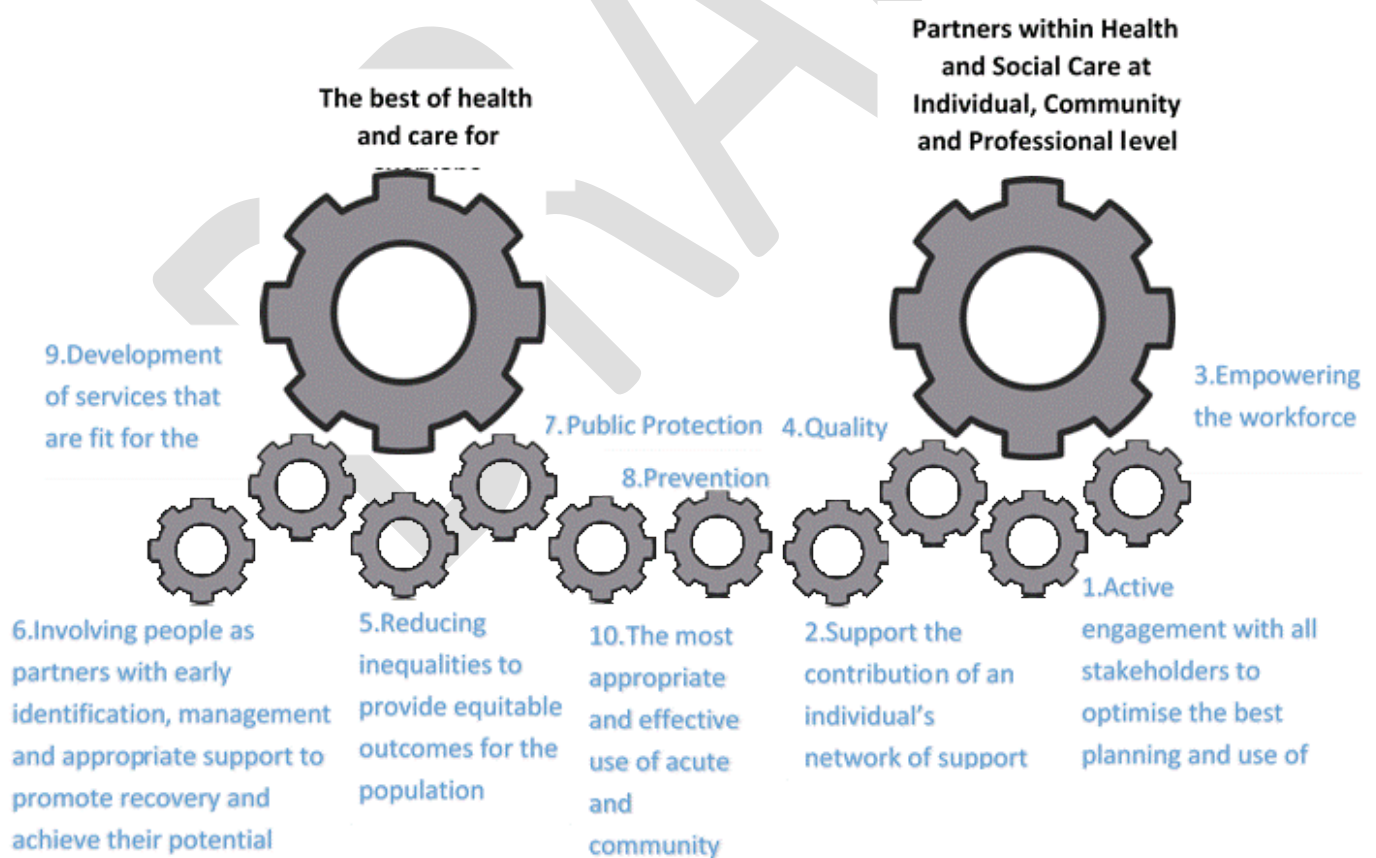 Partners within Health
and Social Care at
Individual, Community
and Professional level
The best of health
and care for
9.Development
of services that
are fit for the
3.Empowering
the workforce
7.Public Protection
4.Quality
8.Prevention
6.Involving people as
partners with early
identification, management
and appropriate support to
promote recovery and
achieve their potential
5.Reducing
inequalities to
provide equitable
outcomes for the
population
10.The most
appropriate
and effective
use of acute
and
community
2.Support the
contribution of an
individual's
network of support
1.Active
engagement with all
stakeholders to
optimise the best
planning and use of